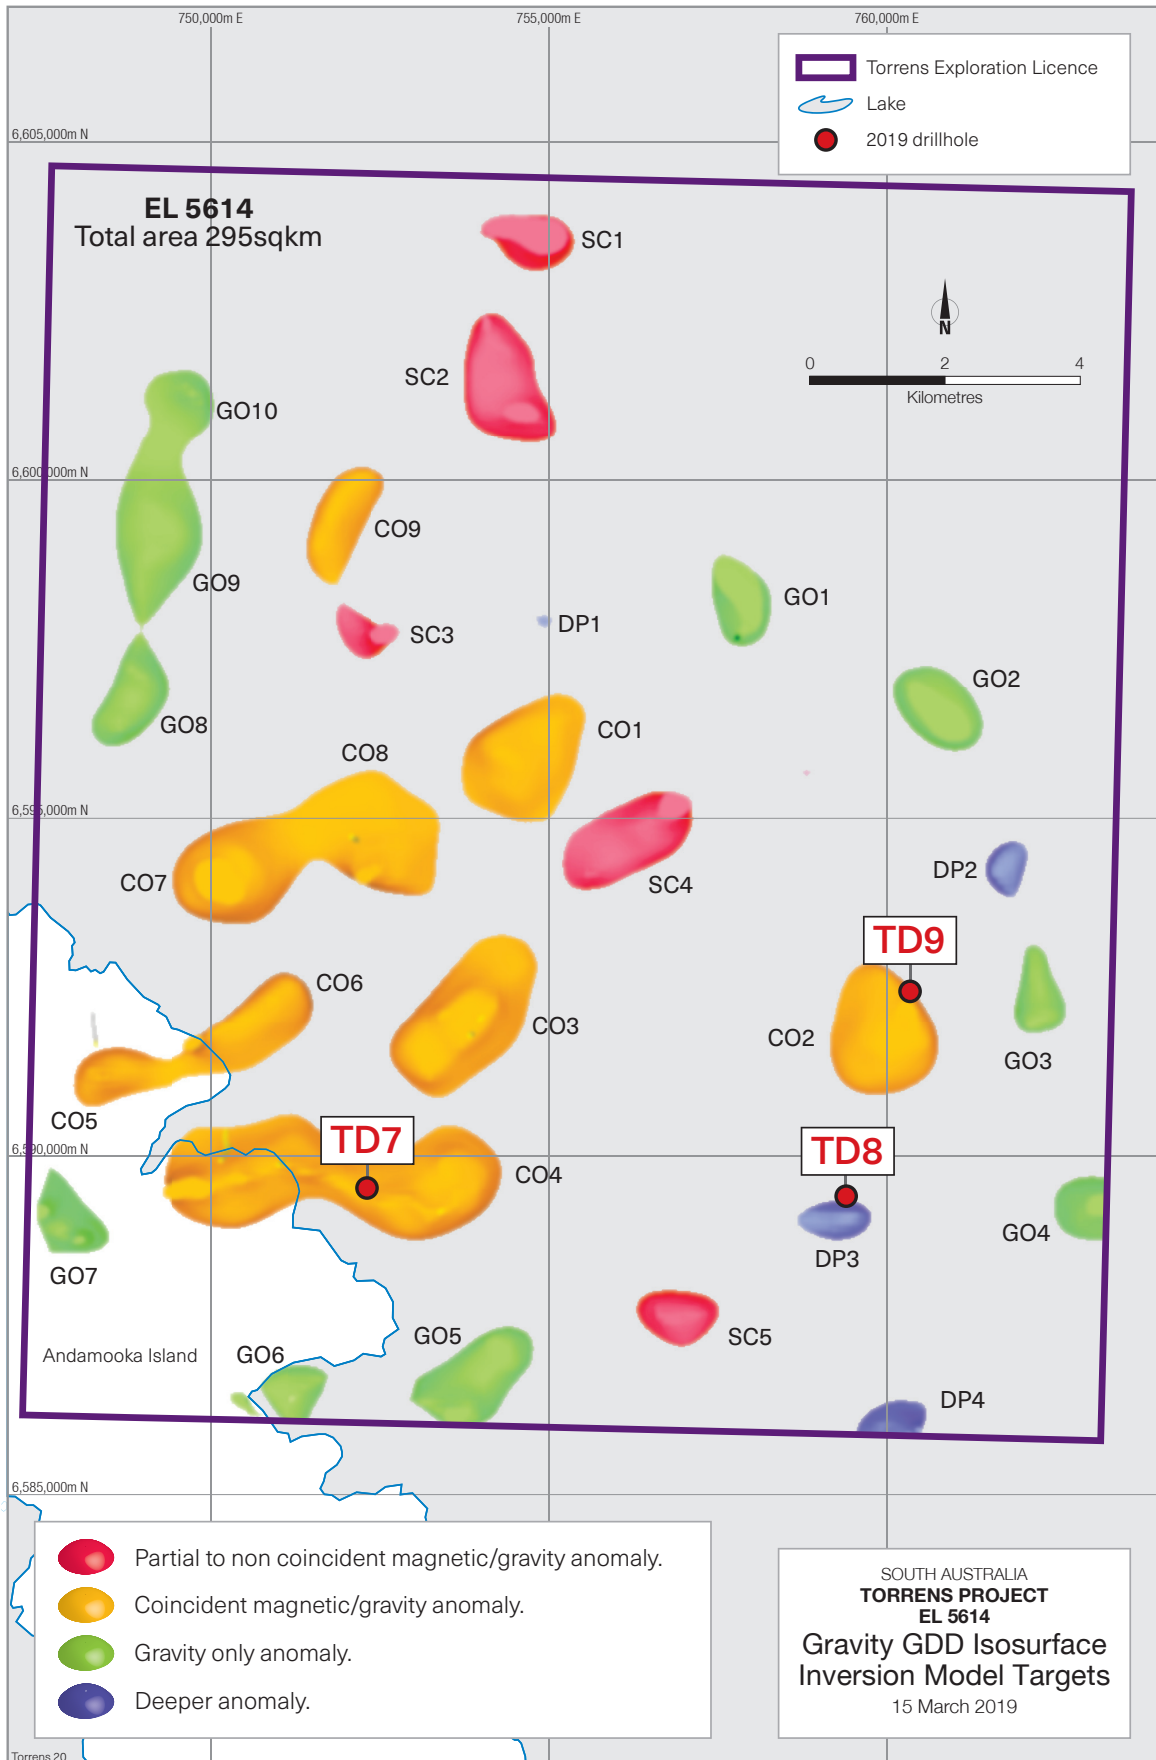 750,000m E
755,000m E
760,000m E
Torrens Exploration Licence
Lake
2019 drillhole
6,605,000m N
EL 5614
Total area 295sqkm
SC1
N
0 2 4
Kilometres
SC2
GO10
6,600,000m N
CO9
GO9
GO1
DP1
SC3
GO2
GO8
CO1
CO8
6,595,000m N
DP2
CO7
SC4
TD9
CO6
CO3
CO2
GO3
CO5
TD7
TD8
6,590,000m N
CO4
GO4
DP3
GO7
SC5
GO5
GO6
Andamooka Island
DP4
6,585,000m N
Partial to non coincident magnetic/gravity anomaly.
Coincident magnetic/gravity anomaly.
Gravity only anomaly.
Deeper anomaly.
SOUTH AUSTRALIA
TORRENS PROJECT
EL 5614
Gravity GDD Isosurface
Inversion Model Targets
15 March 2019
Torrens 20